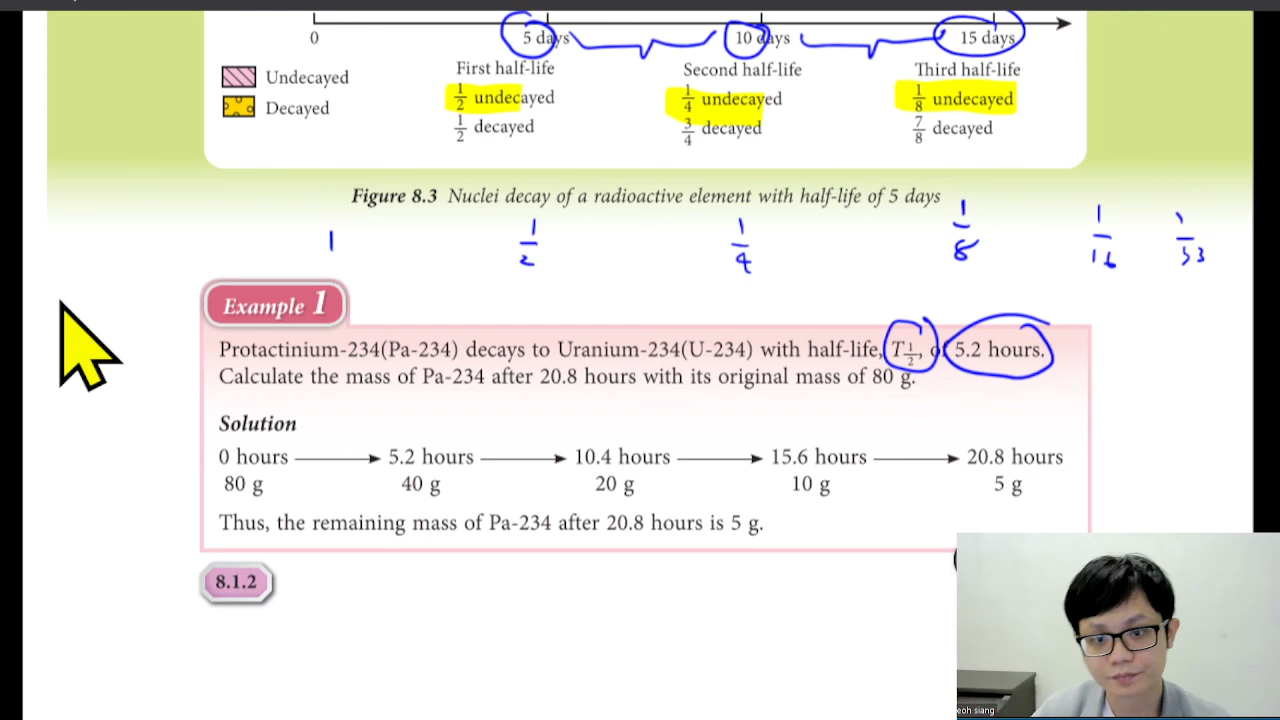 0 5 days 10 days 15 days
Undecayed First half-life Second half-life Third half-life
Decayed 1/2 undecayed 1/4 undecayed 1/8 undecayed
1/2 decayed 3/4 decayed 7/8 decayed
Figure 8.3 Nuclei decay of a radioactive element with half-life of 5 days
1 1/2 1/4 1/8 1/16
Example 1
Protactinium-234(Pa-234) decays to Uranium-234(U-234) with half-life, T1/2, of 5.2 hours.
Calculate the mass of Pa-234 after 20.8 hours with its original mass of 80 g.
Solution
0 hours 5.2 hours 10.4 hours 15.6 hours 20.8 hours
80 g 40 g 20 g 10 g 5 g
Thus, the remaining mass of Pa-234 after 20.8 hours is 5 g.
8.1.2
eoh siang